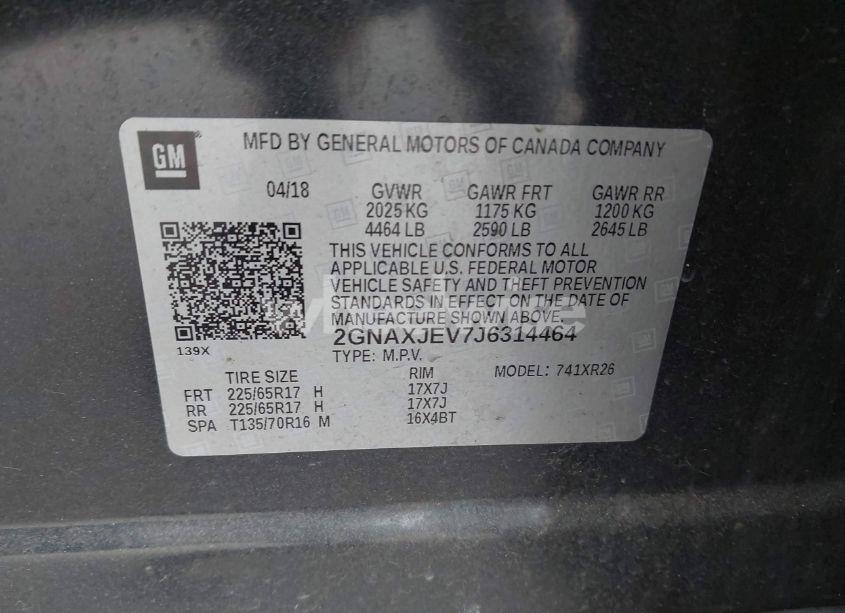 GM
MFD BY GENERAL MOTORS OF CANADA COMPANY
04/18 GVWR GAWR FRT GAWR RR
2025 KG 1175 KG 1200 KG
4464 LB 2590 LB 2645 LB
THIS VEHICLE CONFORMS TO ALL
APPLICABLE U.S. FEDERAL MOTOR
VEHICLE SAFETY AND THEFT PREVENTION
STANDARDS IN EFFECT ON THE DATE OF
MANUFACTURE SHOWN ABOVE.
2GNAXJEV7J6314464
139X
TYPE: M.P.V.
TIRE SIZE RIM MODEL: 741XR26
FRT 225/65R17 H 17X7J
RR 225/65R17 H 17X7J
SPA T135/70R16 M 16X4BT